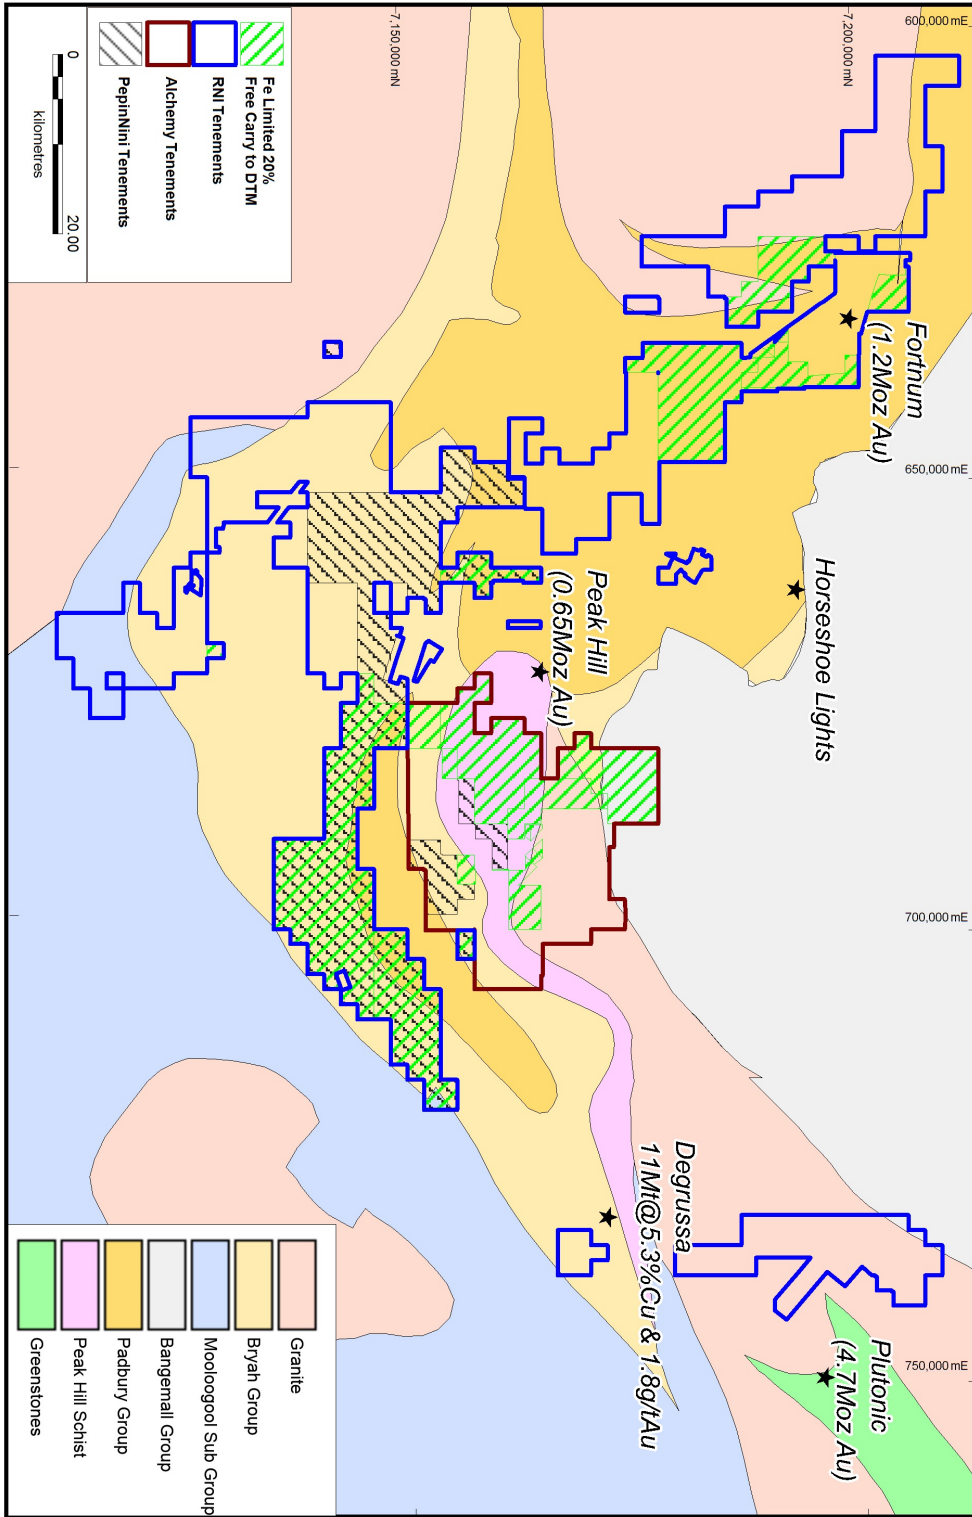 600,000 mE
650,000 mE
700,000 mE
750,000 mE
7,200,000 mN
7,150,000 mN
Fortnum
(1.2Moz Au)
Horseshoe Lights
Peak Hill
(0.65Moz Au)
Degrussa
11Mt@5.3%Cu & 1.8g/tAu
Plutonic
(4.7Moz Au)
Fe Limited 20%
Free Carry to DTM
RNI Tenements
Alchemy Tenements
PepinNini Tenements
0
20.00
kilometres
Granite
Bryah Group
Mooloogool Sub Group
Bangemall Group
Padbury Group
Peak Hill Schist
Greenstones